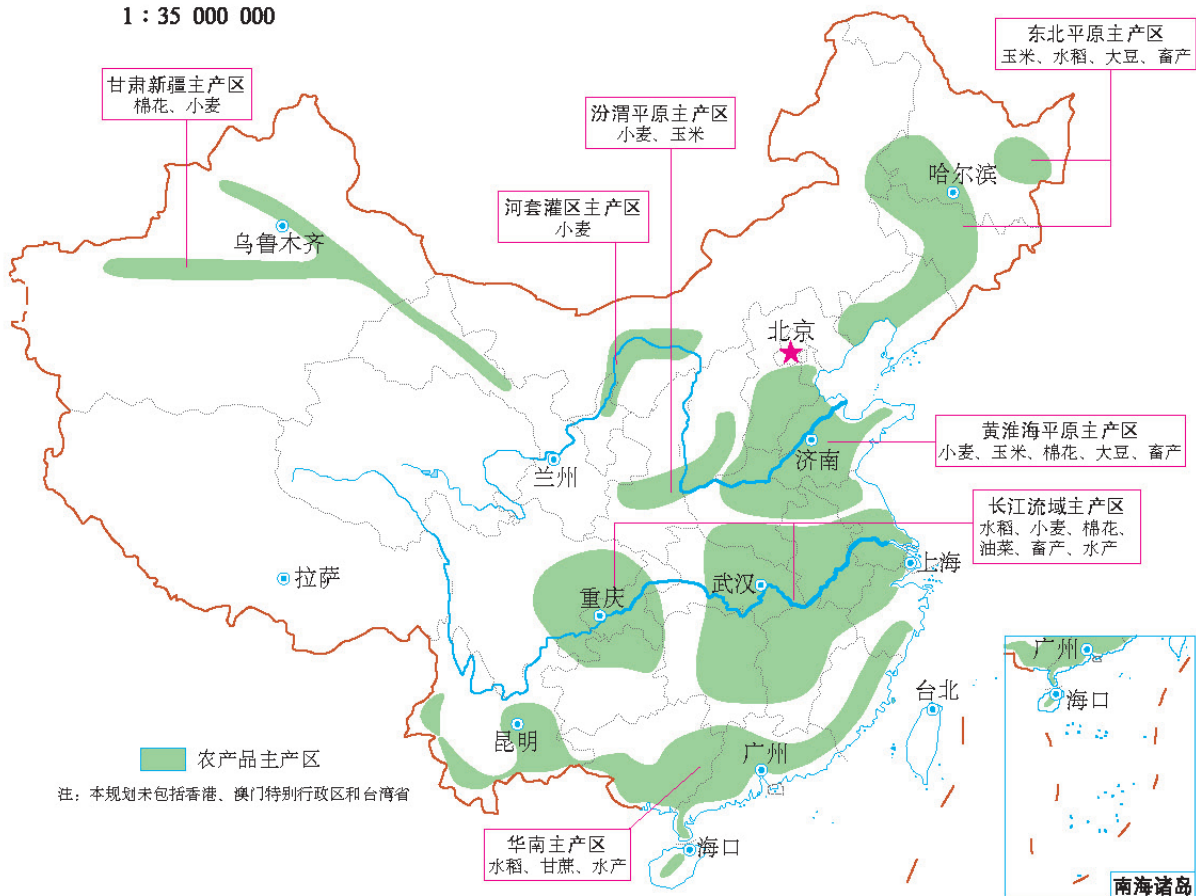 1：35 000 000
东北平原主产区
玉米、水稻、大豆、畜产
甘肃新疆主产区
棉花、小麦
汾渭平原主产区
小麦、玉米
河套灌区主产区
小麦
哈尔滨
乌鲁木齐
北京
黄淮海平原主产区
小麦、玉米、棉花、大豆、畜产
济南
兰州
长江流域主产区
水稻、小麦、棉花、
油菜、畜产、水产
上海
拉萨
武汉
重庆
台北
昆明
广州
农产品主产区
注：本规划未包括香港、澳门特别行政区和台湾省
华南主产区
水稻、甘蔗、水产
海口
广州
海口
南海诸岛